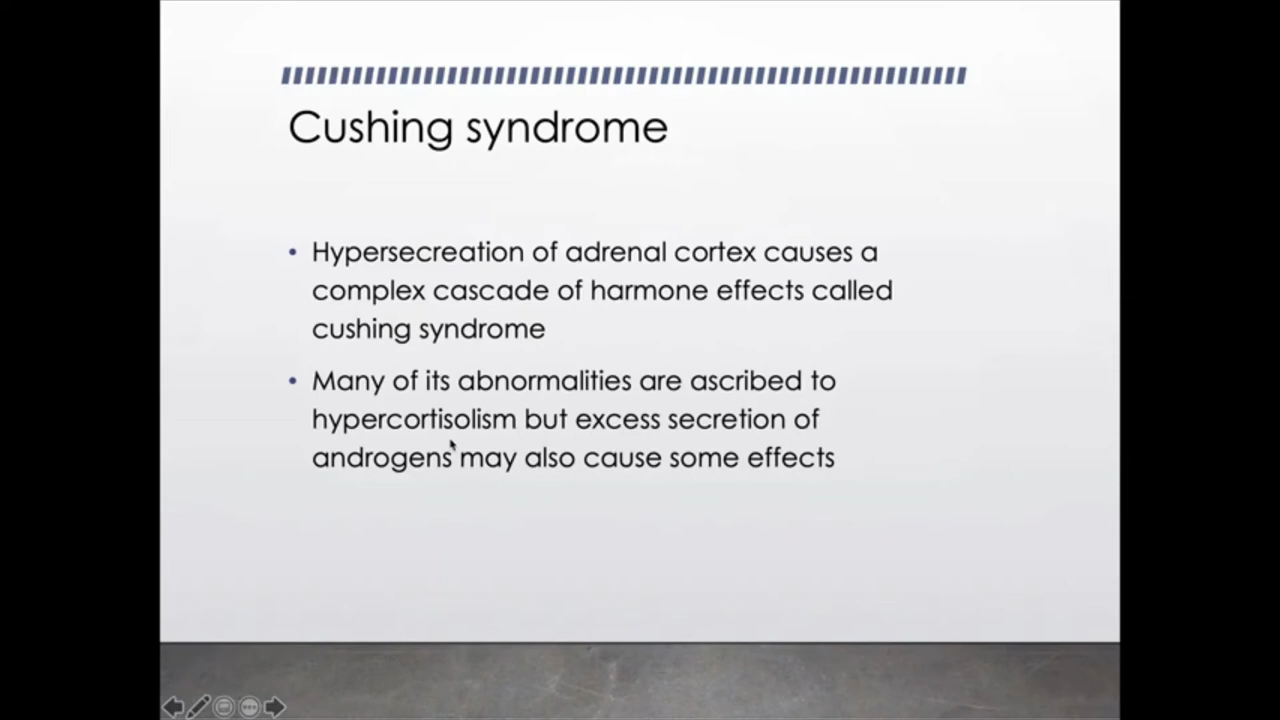 Cushing syndrome
• Hypersecreation of adrenal cortex causes a
complex cascade of harmone effects called
cushing syndrome
• Many of its abnormalities are ascribed to
hypercortisolism but excess secretion of
androgens may also cause some effects